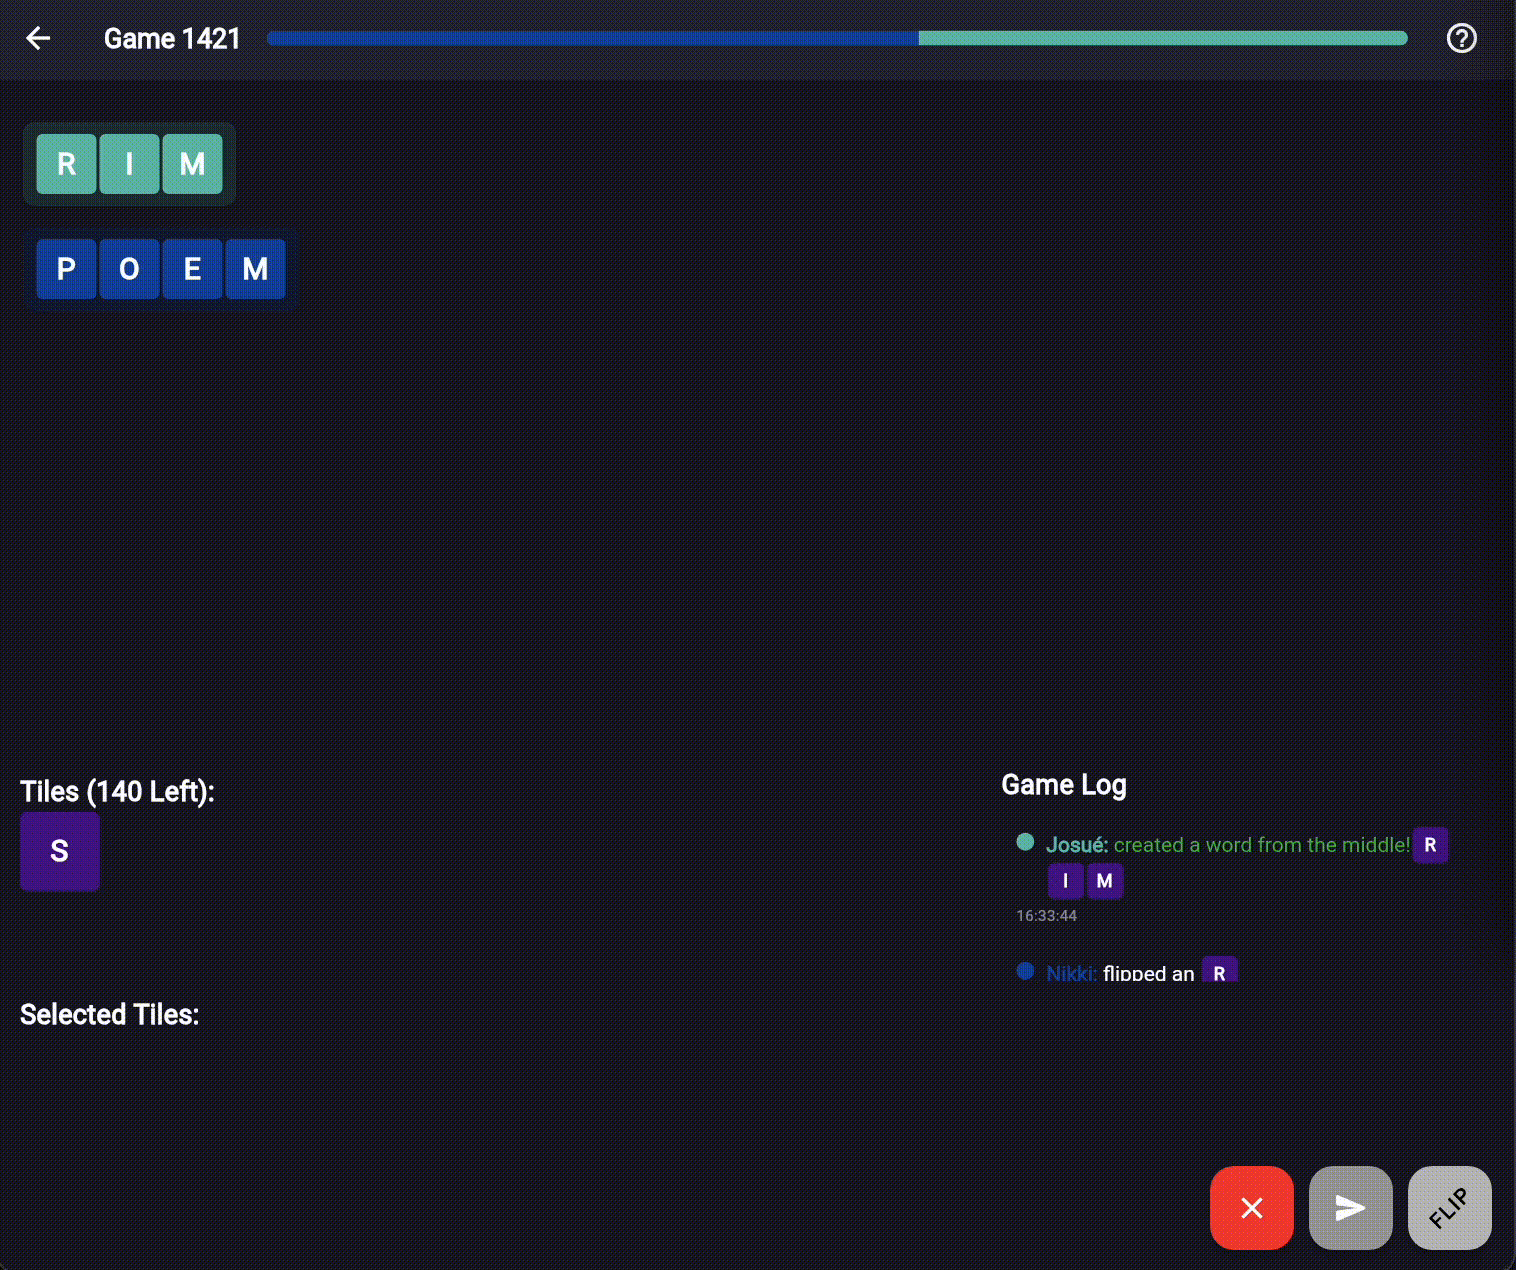 Game 1421
R I M
P O E M
Tiles (140 Left):
S
Game Log
Josué: created a word from the middle! R
I M
16:33:44
Nikki: flipped an R
Selected Tiles:
FLIP